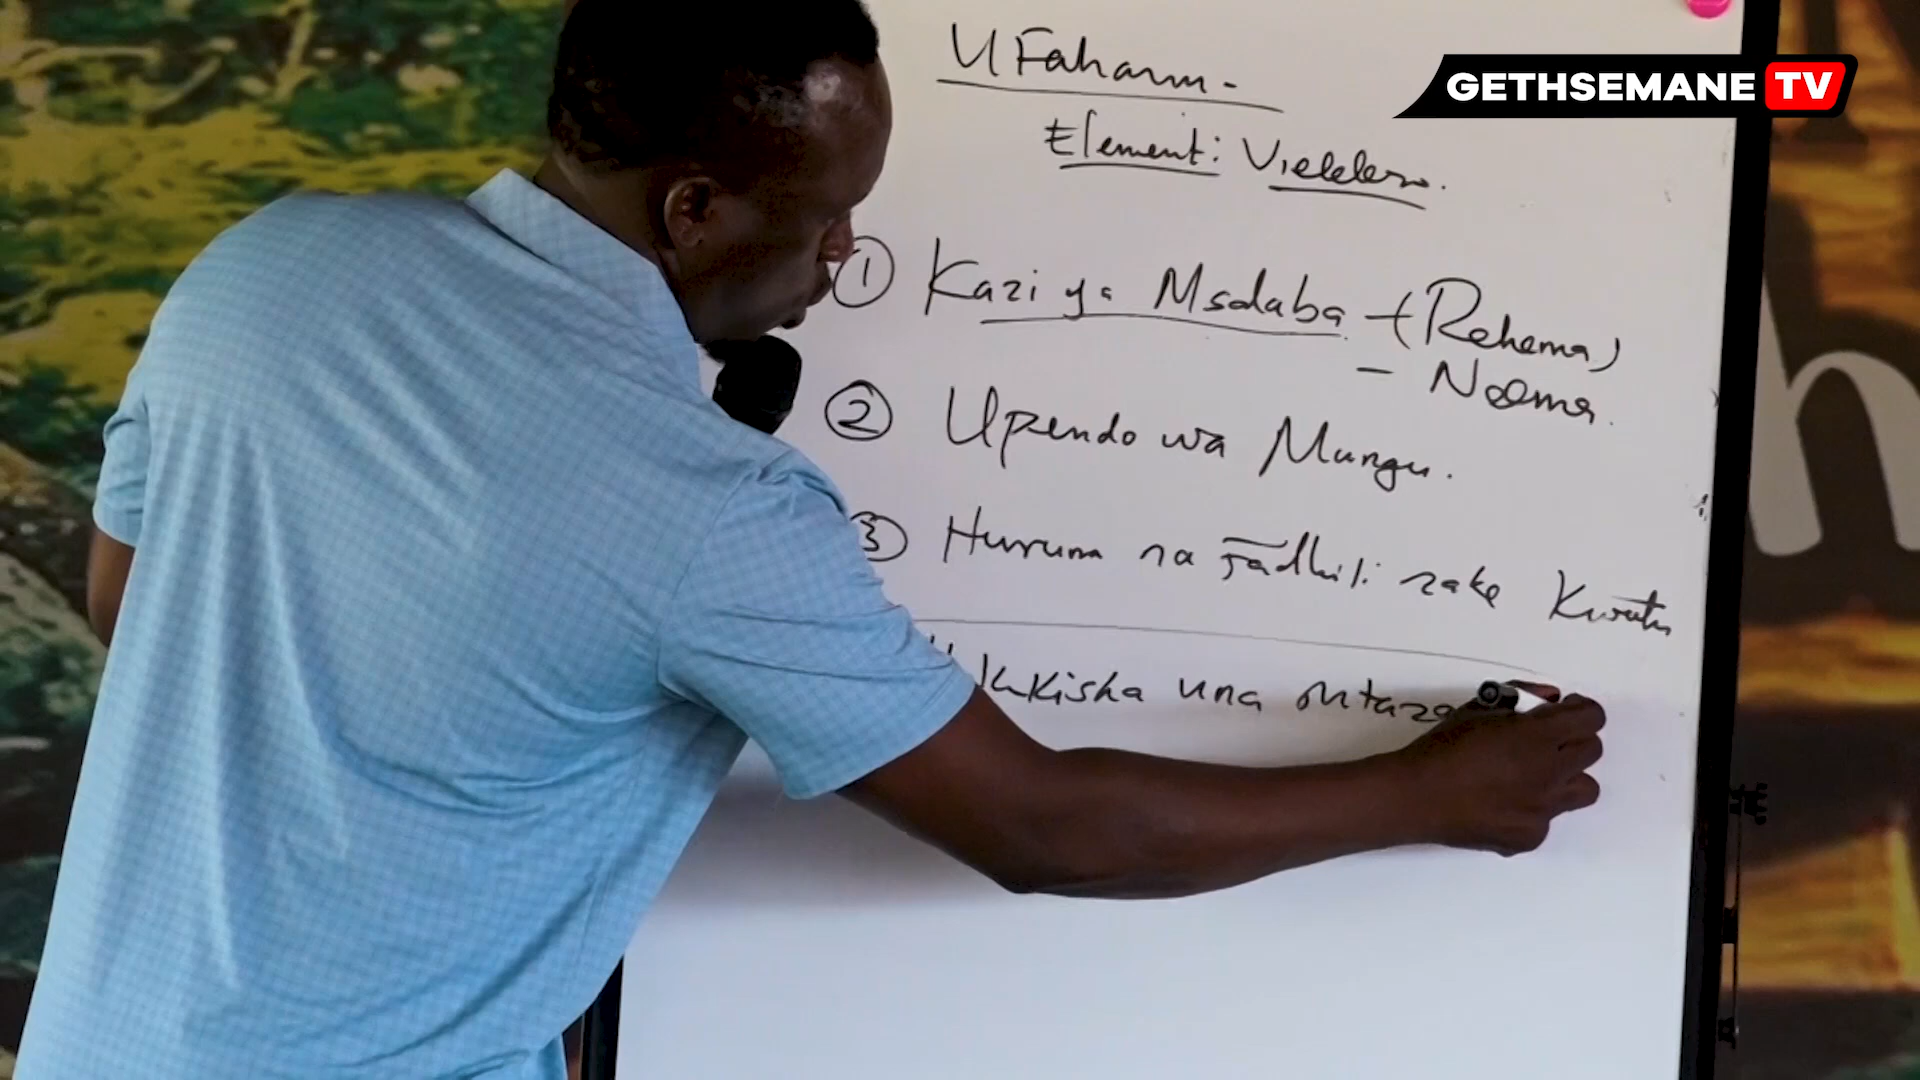 UFahamu -
GETHSEMANE TV
Element: Vielelezo.
① Kazi ya Msalaba - (Rehema)
- Neema.
② Upendo wa Mungu.
③ Huruma na fadhili zake Kwetu
una mtaza
h